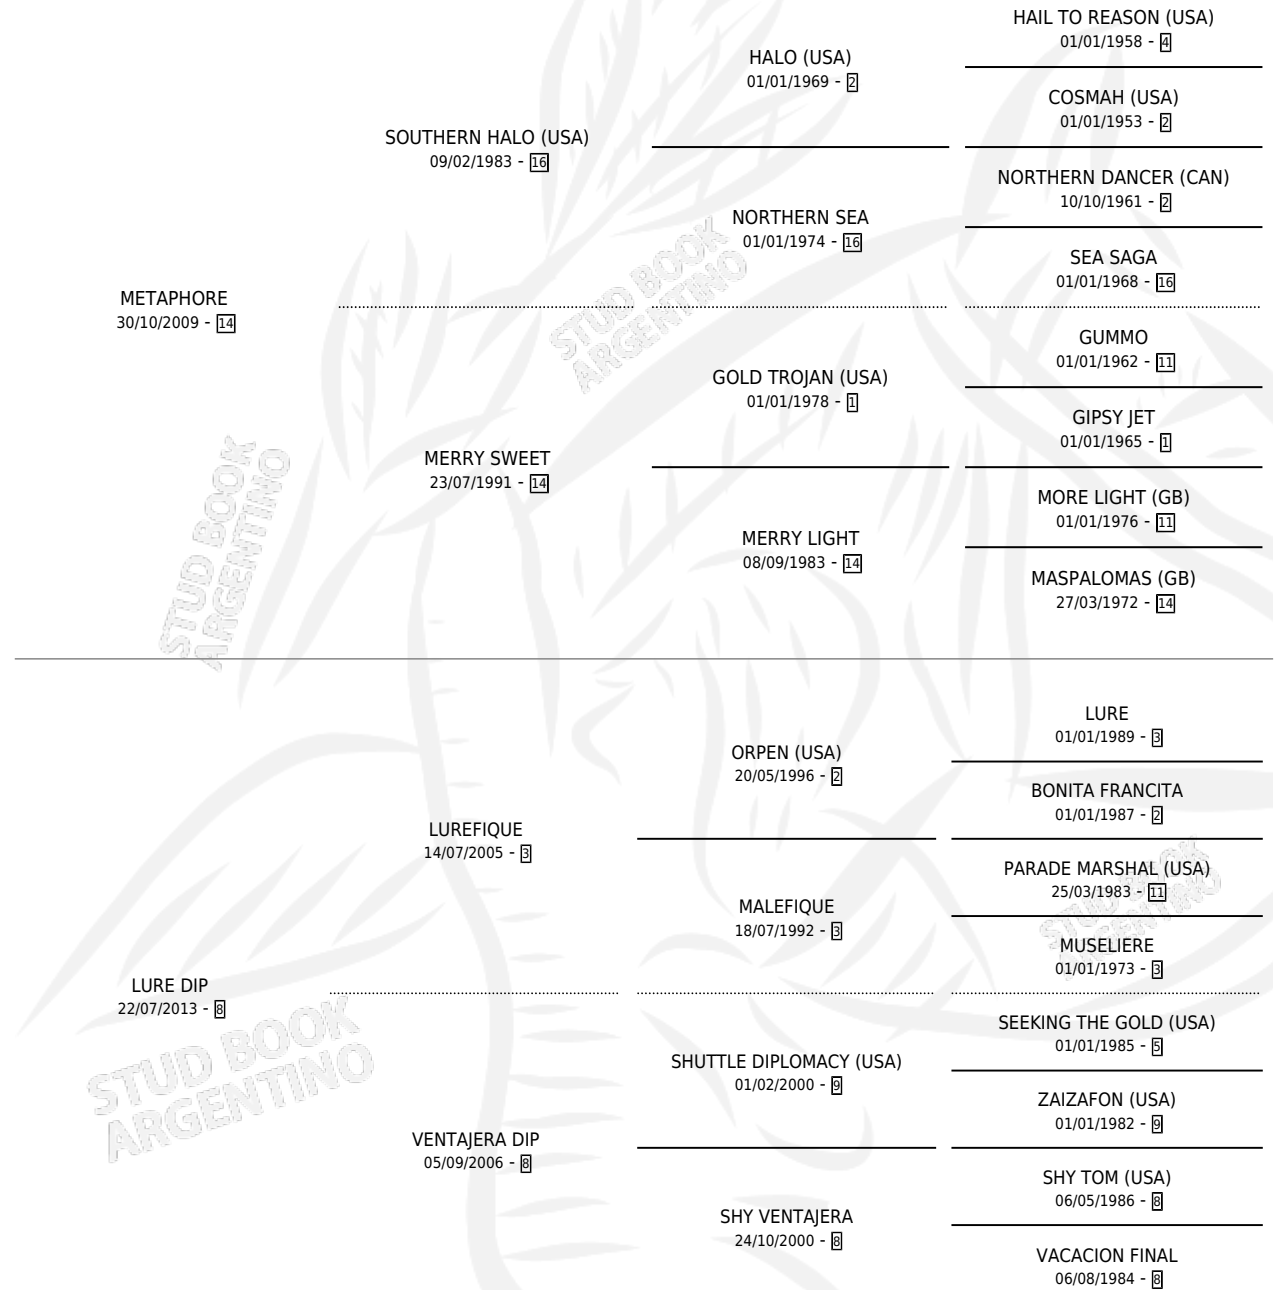 HAIL TO REASON (USA)
01/01/1958 - 4
HALO (USA)
01/01/1969 - 2
COSMAH (USA)
01/01/1953 - 2
SOUTHERN HALO (USA)
09/02/1983 - 16
NORTHERN DANCER (CAN)
10/10/1961 - 2
NORTHERN SEA
01/01/1974 - 16
SEA SAGA
01/01/1968 - 16
METAPHORE
30/10/2009 - 14
GUMMO
01/01/1962 - 11
GOLD TROJAN (USA)
01/01/1978 - 1
GIPSY JET
01/01/1965 - 1
MERRY SWEET
23/07/1991 - 14
MORE LIGHT (GB)
01/01/1976 - 11
MERRY LIGHT
08/09/1983 - 14
MASPALOMAS (GB)
27/03/1972 - 14
LURE
01/01/1989 - 3
ORPEN (USA)
20/05/1996 - 2
BONITA FRANCITA
01/01/1987 - 2
LUREFIQUE
14/07/2005 - 3
PARADE MARSHAL (USA)
25/03/1983 - 11
MALEFIQUE
18/07/1992 - 3
MUSELIERE
01/01/1973 - 3
LURE DIP
22/07/2013 - 8
SEEKING THE GOLD (USA)
01/01/1985 - 5
SHUTTLE DIPLOMACY (USA)
01/02/2000 - 9
ZAIZAFON (USA)
01/01/1982 - 9
VENTAJERA DIP
05/09/2006 - 8
SHY TOM (USA)
06/05/1986 - 8
SHY VENTAJERA
24/10/2000 - 8
VACACION FINAL
06/08/1984 - 8
STUD BOOK
ARGENTINO
STUD BOOK
ARGENTINO
STUD BOOK
ARGENTINO
STUD BOOK
ARGENTINO